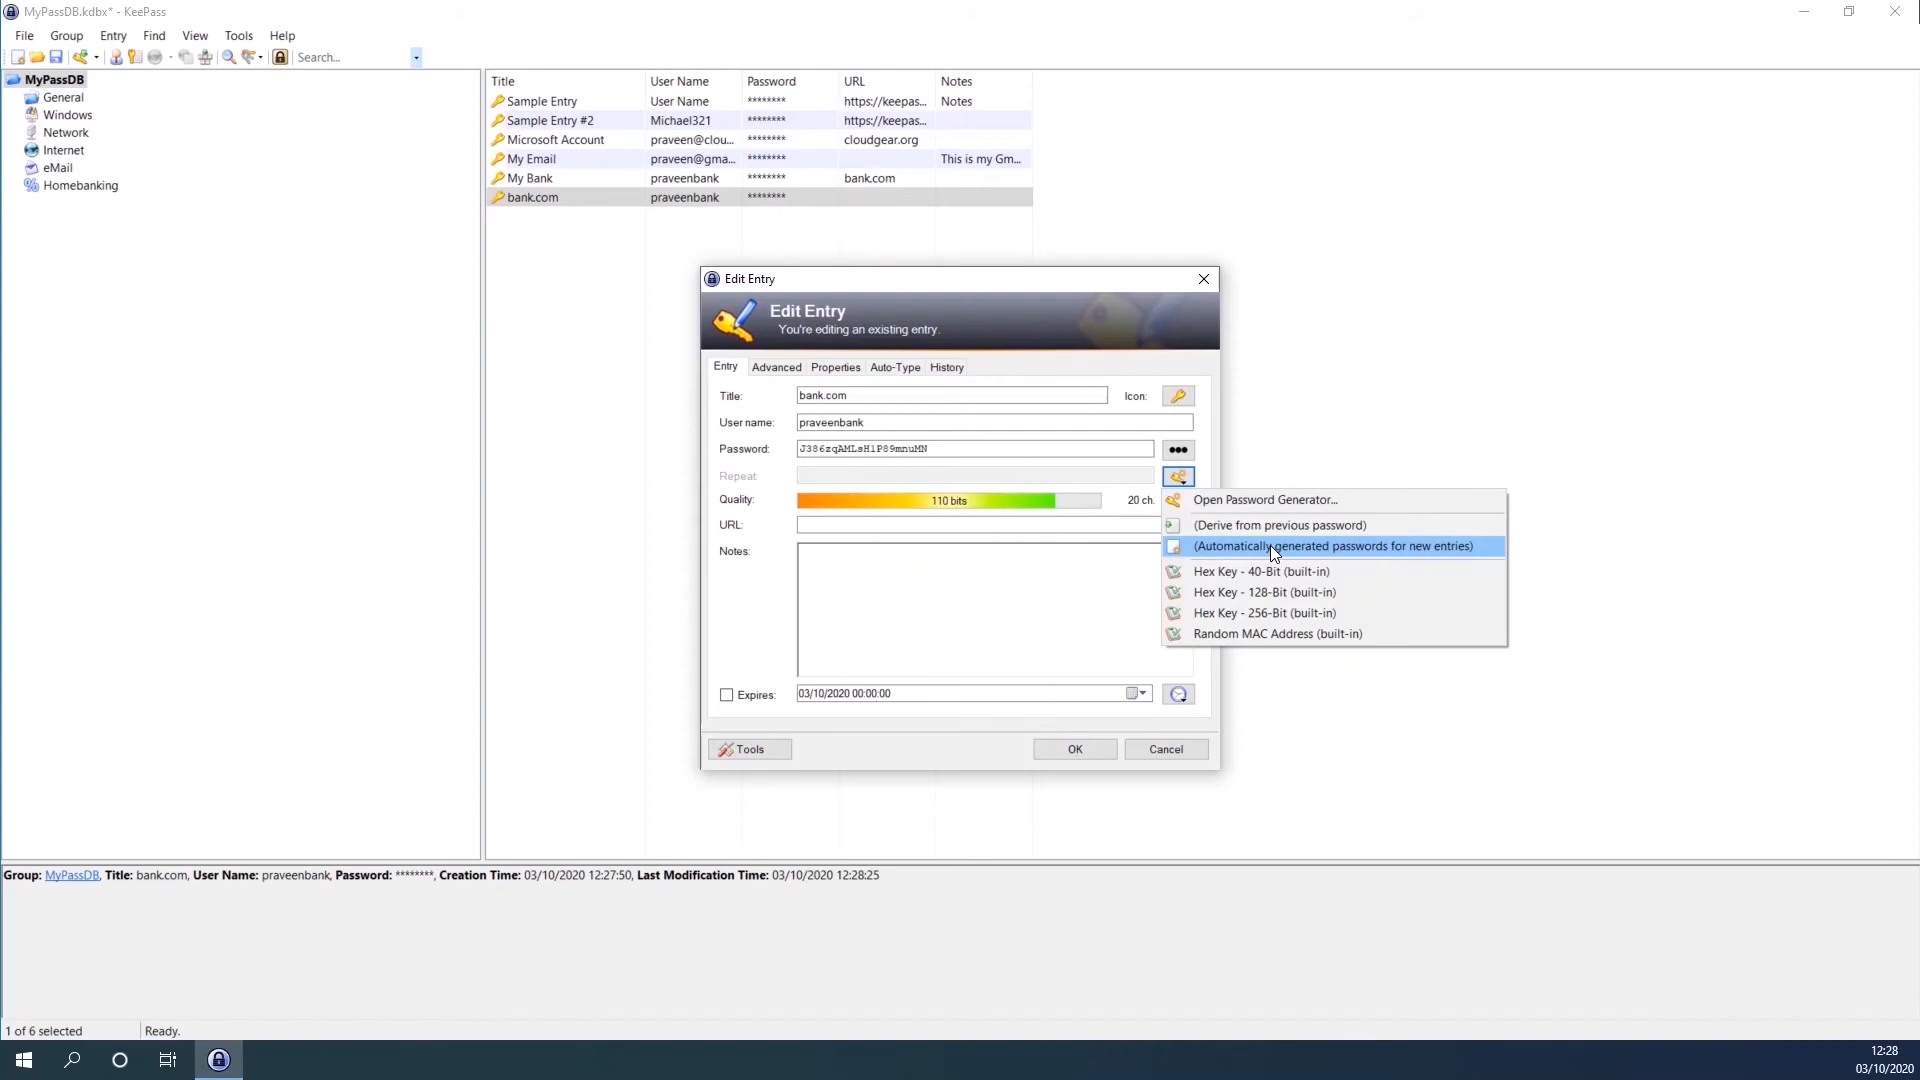 MyPassDB.kdbx* - KeePass
File Group Entry Find View Tools Help
Search...
MyPassDB
General
Windows
Network
Internet
eMail
Homebanking
Title User Name Password URL Notes
Sample Entry User Name ******** https://keepas... Notes
Sample Entry #2 Michael321 ******** https://keepas...
Microsoft Account praveen@clou... ******** cloudgear.org
My Email praveen@gma... ******** This is my Gm...
My Bank praveenbank ******** bank.com
bank.com praveenbank ********
Edit Entry
Edit Entry
You're editing an existing entry.
Entry Advanced Properties Auto-Type History
Title: bank.com Icon:
User name: praveenbank
Password: J386zqAMLsH1P89mnuMN
Repeat:
Quality: 110 bits 20 ch.
URL:
Notes:
Open Password Generator...
(Derive from previous password)
(Automatically generated passwords for new entries)
Hex Key - 40-Bit (built-in)
Hex Key - 128-Bit (built-in)
Hex Key - 256-Bit (built-in)
Random MAC Address (built-in)
Expires: 03/10/2020 00:00:00
Tools OK Cancel
Group: MyPassDB, Title: bank.com, User Name: praveenbank, Password: ********, Creation Time: 03/10/2020 12:27:50, Last Modification Time: 03/10/2020 12:28:25
1 of 6 selected Ready.
12:28
03/10/2020